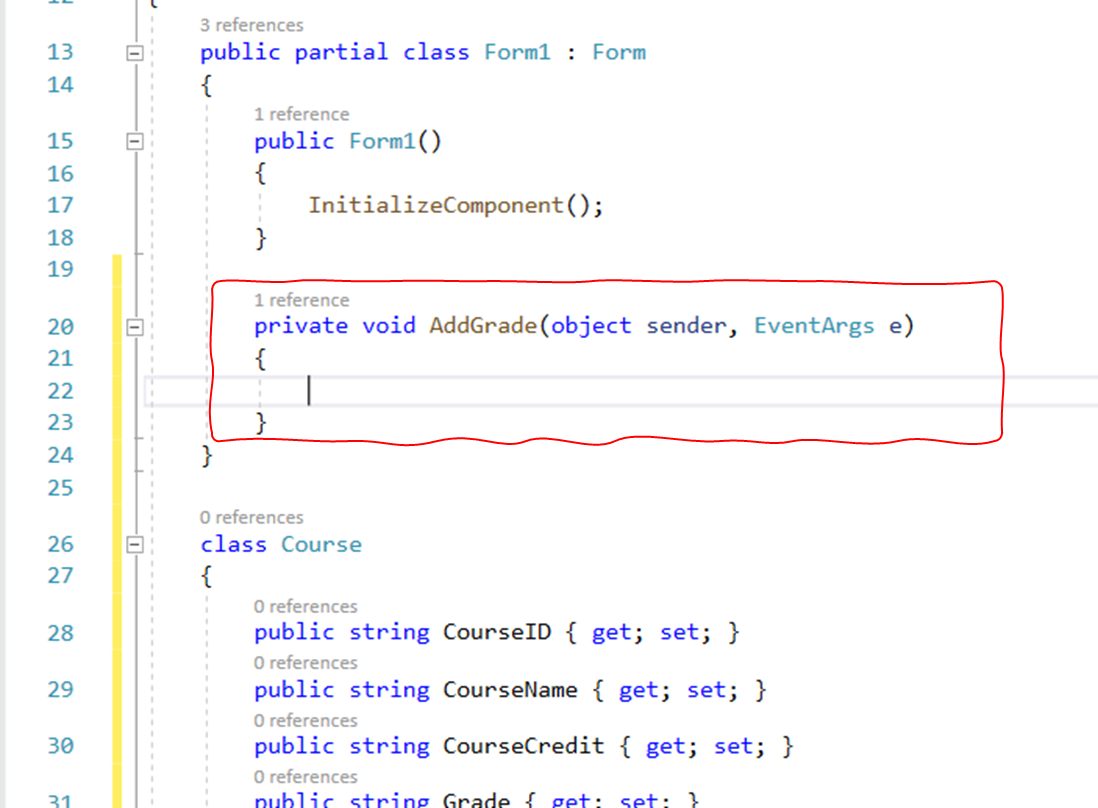 3 references
13 public partial class Form1 : Form
14 {
1 reference
15 public Form1()
16 {
17 InitializeComponent();
18 }
19
1 reference
20 private void AddGrade(object sender, EventArgs e)
21 {
22
23 }
24 }
25
0 references
26 class Course
27 {
0 references
28 public string CourseID { get; set; }
0 references
29 public string CourseName { get; set; }
0 references
30 public string CourseCredit { get; set; }
0 references
31 public string Grade { get; set; }